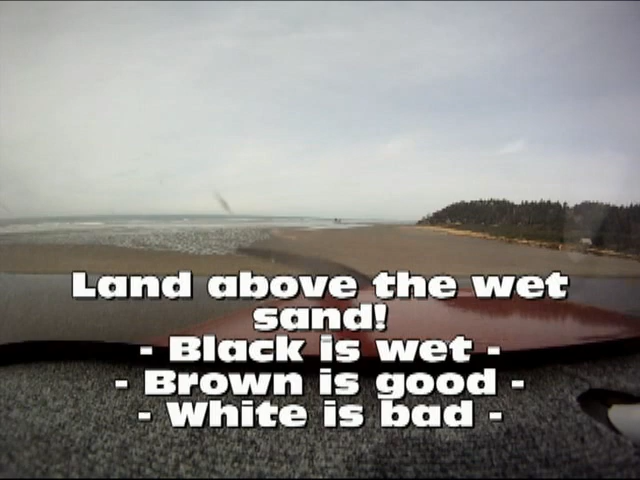 Land above the wet
sand!
- Black is wet -
- Brown is good -
- White is bad -